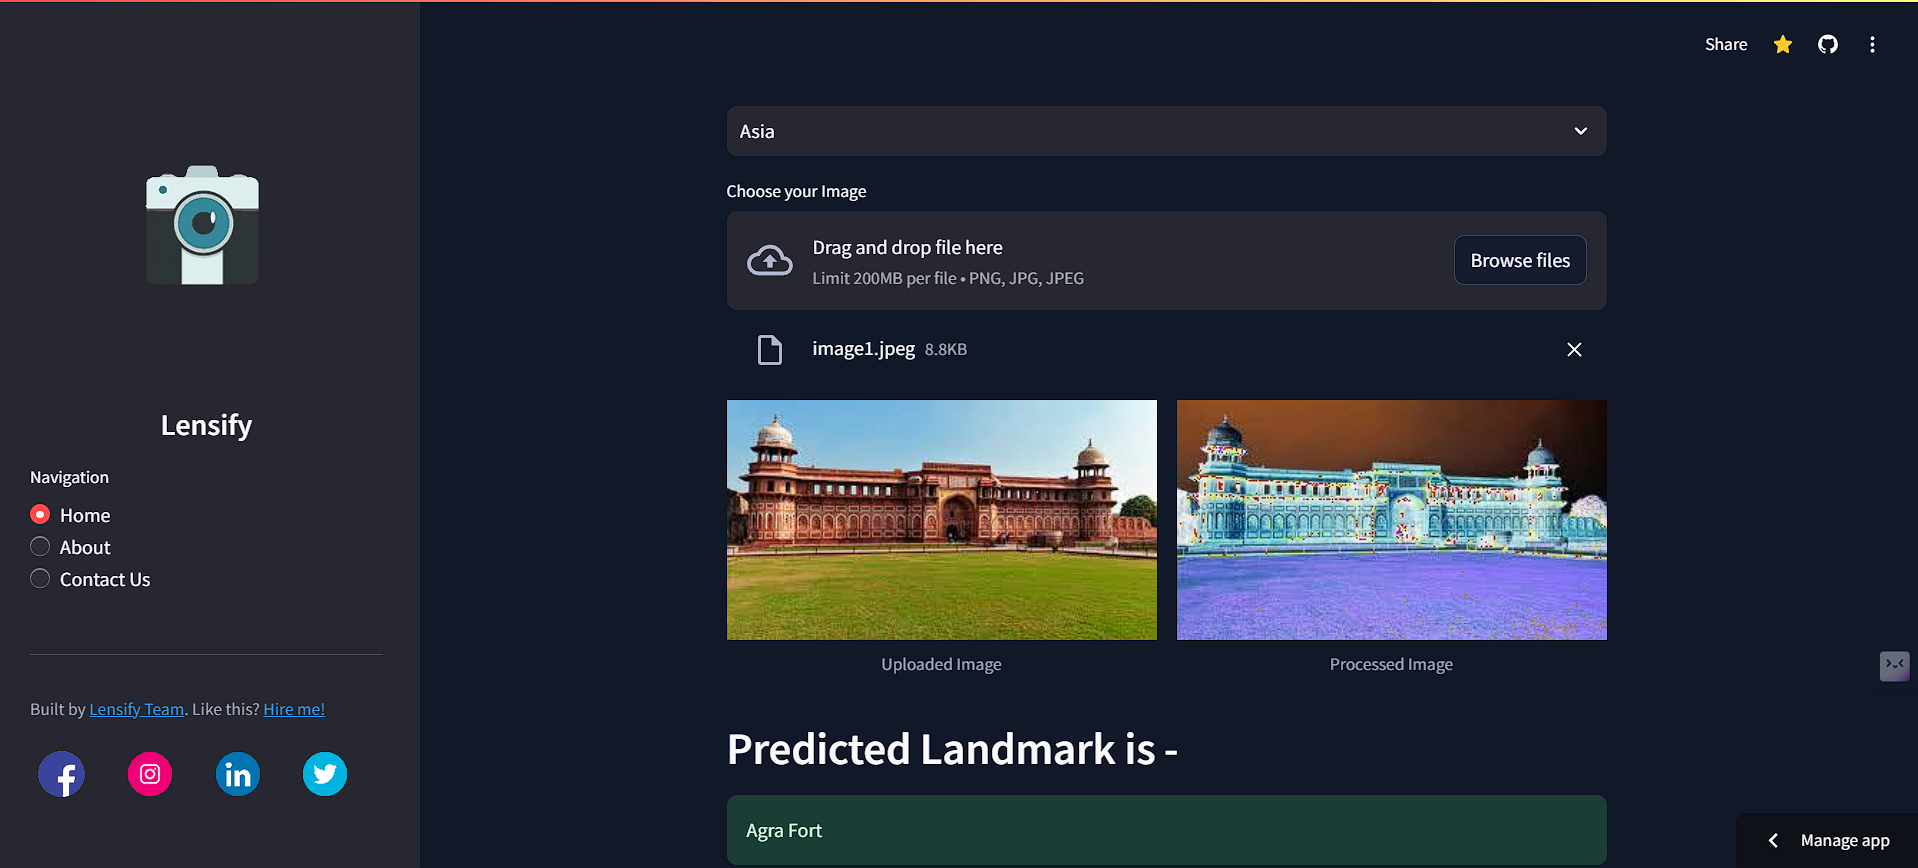 Share
Lensify
Navigation
Home
About
Contact Us
Built by Lensify Team. Like this? Hire me!
Asia
Choose your Image
Drag and drop file here
Limit 200MB per file • PNG, JPG, JPEG
Browse files
image1.jpeg 8.8KB
Uploaded Image
Processed Image
Predicted Landmark is -
Agra Fort
Manage app